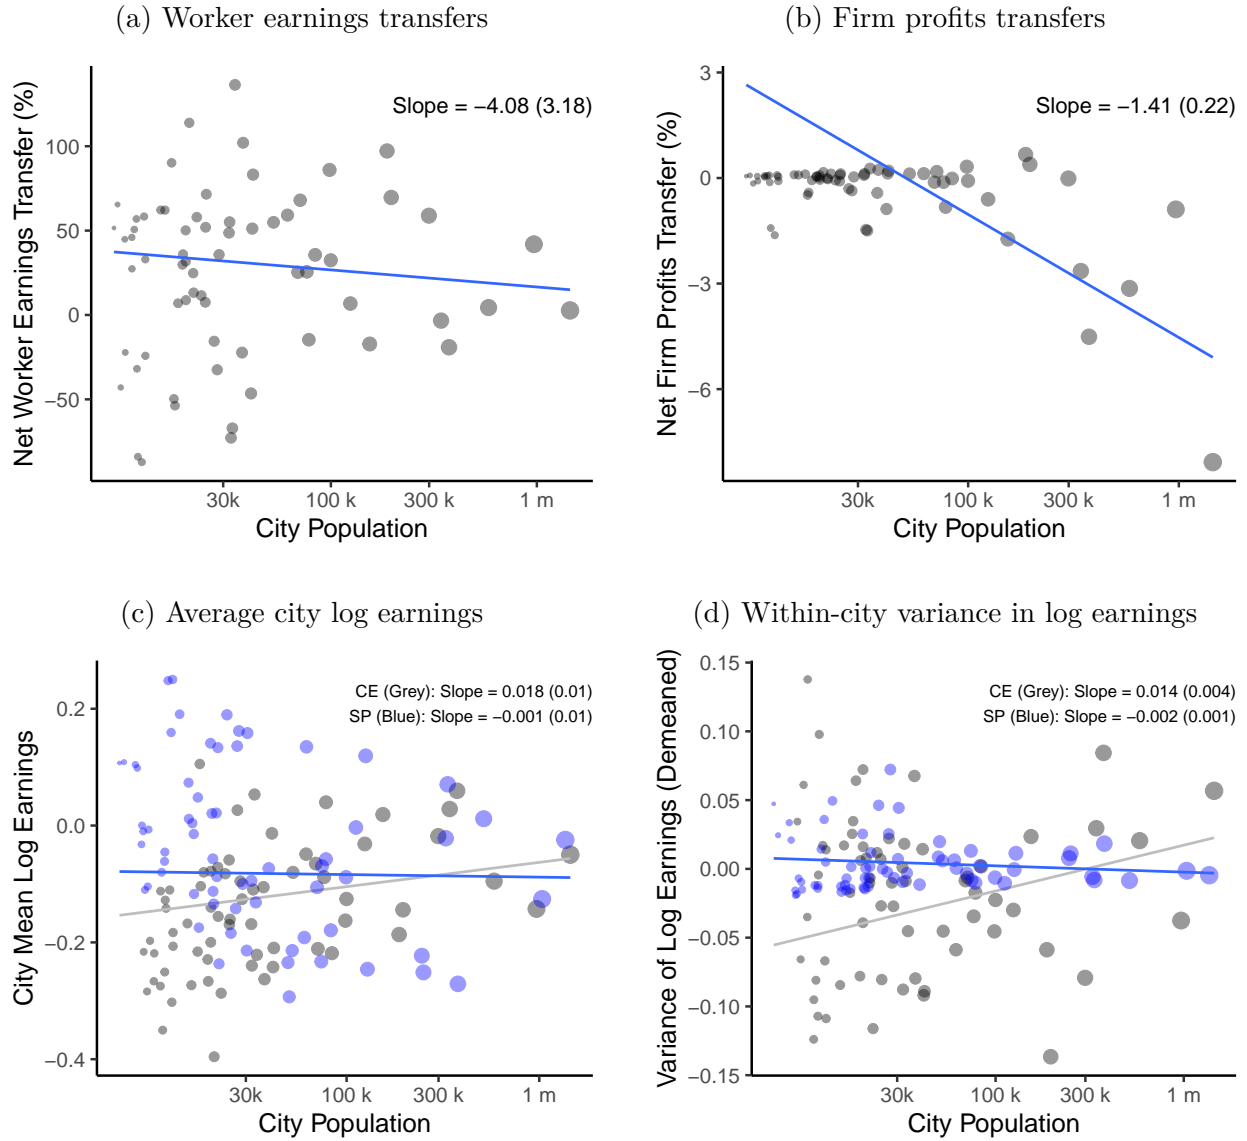 (a) Worker earnings transfers
Net Worker Earnings Transfer (%)
Slope = −4.08 (3.18)
100
50
0
−50
30k 100 k 300 k 1 m
City Population
(b) Firm profits transfers
Net Firm Profits Transfer (%)
Slope = −1.41 (0.22)
3
0
−3
−6
30k 100 k 300 k 1 m
City Population
(c) Average city log earnings
City Mean Log Earnings
CE (Grey): Slope = 0.018 (0.01)
SP (Blue): Slope = −0.001 (0.01)
0.2
0.0
−0.2
−0.4
30k 100 k 300 k 1 m
City Population
(d) Within-city variance in log earnings
Variance of Log Earnings (Demeaned)
CE (Grey): Slope = 0.014 (0.004)
SP (Blue): Slope = −0.002 (0.001)
0.15
0.10
0.05
0.00
−0.05
−0.10
−0.15
30k 100 k 300 k 1 m
City Population